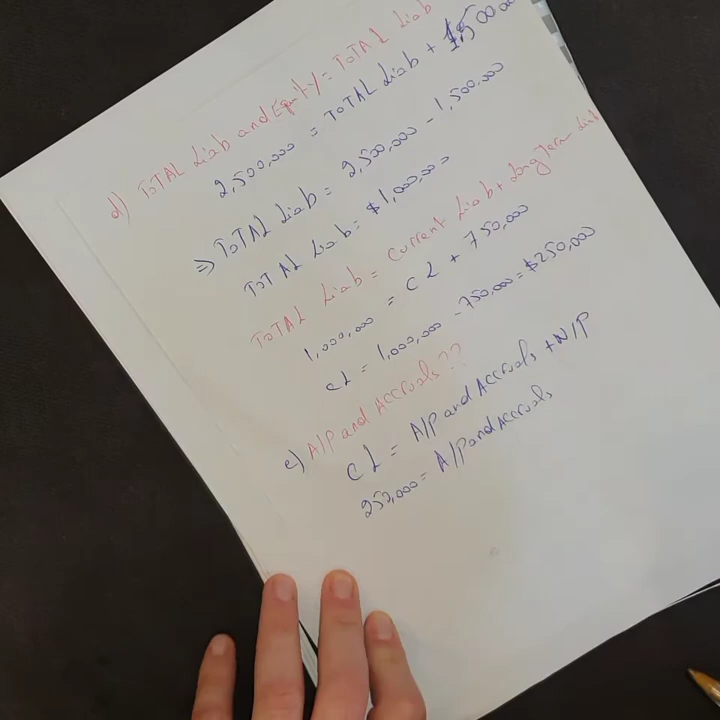 d) ToTAL Liab and Equity = ToTAL Liab
2,500,000 = ToTAL Liab + 1,500,000
=> ToTAL Liab = 2,500,000 - 1,500,000
ToTAL Liab = $1,000,000
ToTAL Liab = Current Liab + Long Term Liab
1,000,000 = CL + 750,000
CL = 1,000,000 - 750,000 = $250,000
e) A/P and Accruals??
CL = A/P and Accruals + N/P
250,000 = A/P and Accruals